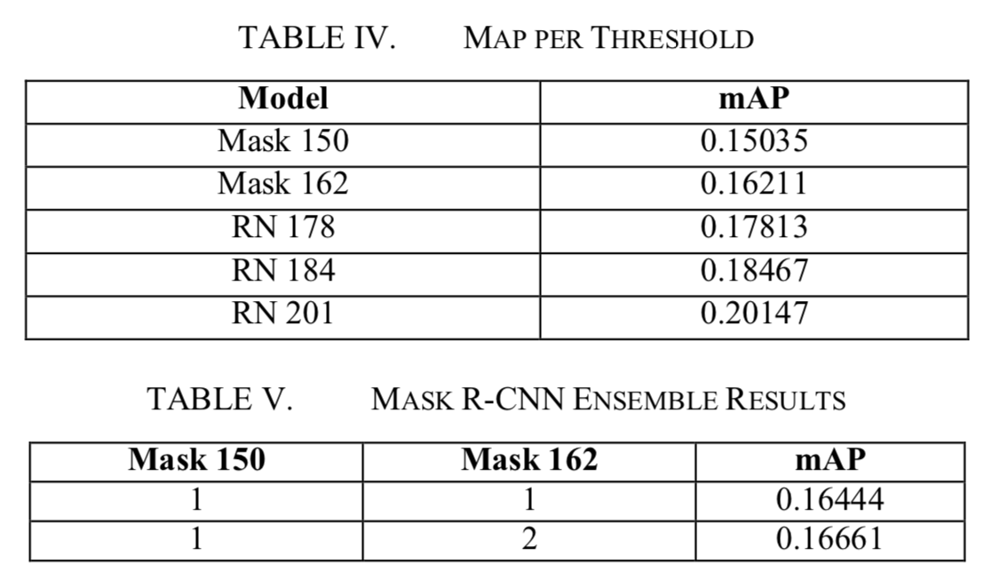 TABLE IV. MAP PER THRESHOLD
Model mAP
Mask 150 0.15035
Mask 162 0.16211
RN 178 0.17813
RN 184 0.18467
RN 201 0.20147
TABLE V. MASK R-CNN ENSEMBLE RESULTS
Mask 150 Mask 162 mAP
1 1 0.16444
1 2 0.16661